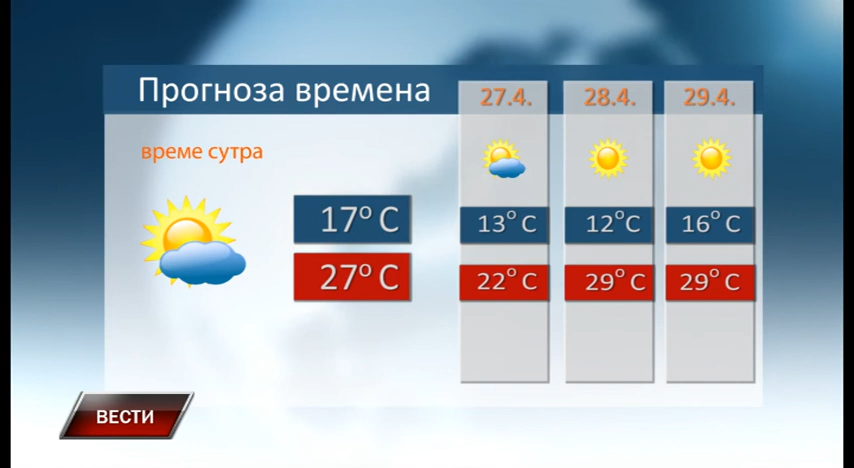 Прогноза времена
време сутра
17° C
27° C
27.4.
13° C
22° C
28.4.
12°C
29° C
29.4.
16° C
29° C
ВЕСТИ